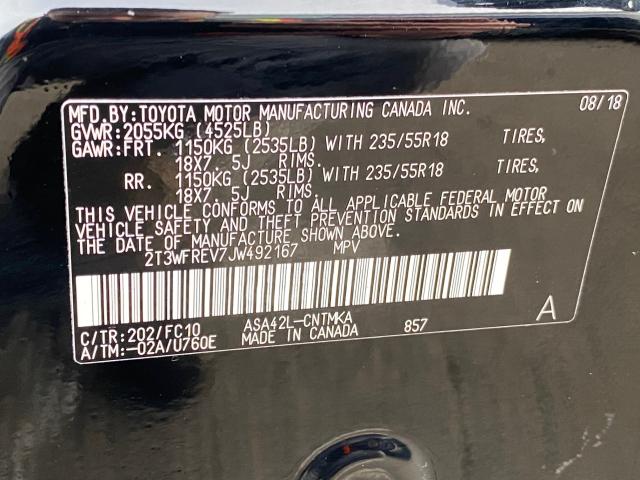 MFD.BY:TOYOTA MOTOR MANUFACTURING CANADA INC. 08/18
GVWR:2055KG (4525LB)
GAWR:FRT. 1150KG (2535LB) WITH 235/55R18 TIRES,
18X7.5J RIMS.
RR. 1150KG (2535LB) WITH 235/55R18 TIRES,
18X7.5J RIMS.
THIS VEHICLE CONFORMS TO ALL APPLICABLE FEDERAL MOTOR
VEHICLE SAFETY AND THEFT PREVENTION STANDARDS IN EFFECT ON
THE DATE OF MANUFACTURE SHOWN ABOVE.
2T3WFREV7JW492167 MPV
A
C/TR:202/FC10 ASA42L-CNTMKA 857
A/TM:-02A/U760E MADE IN CANADA